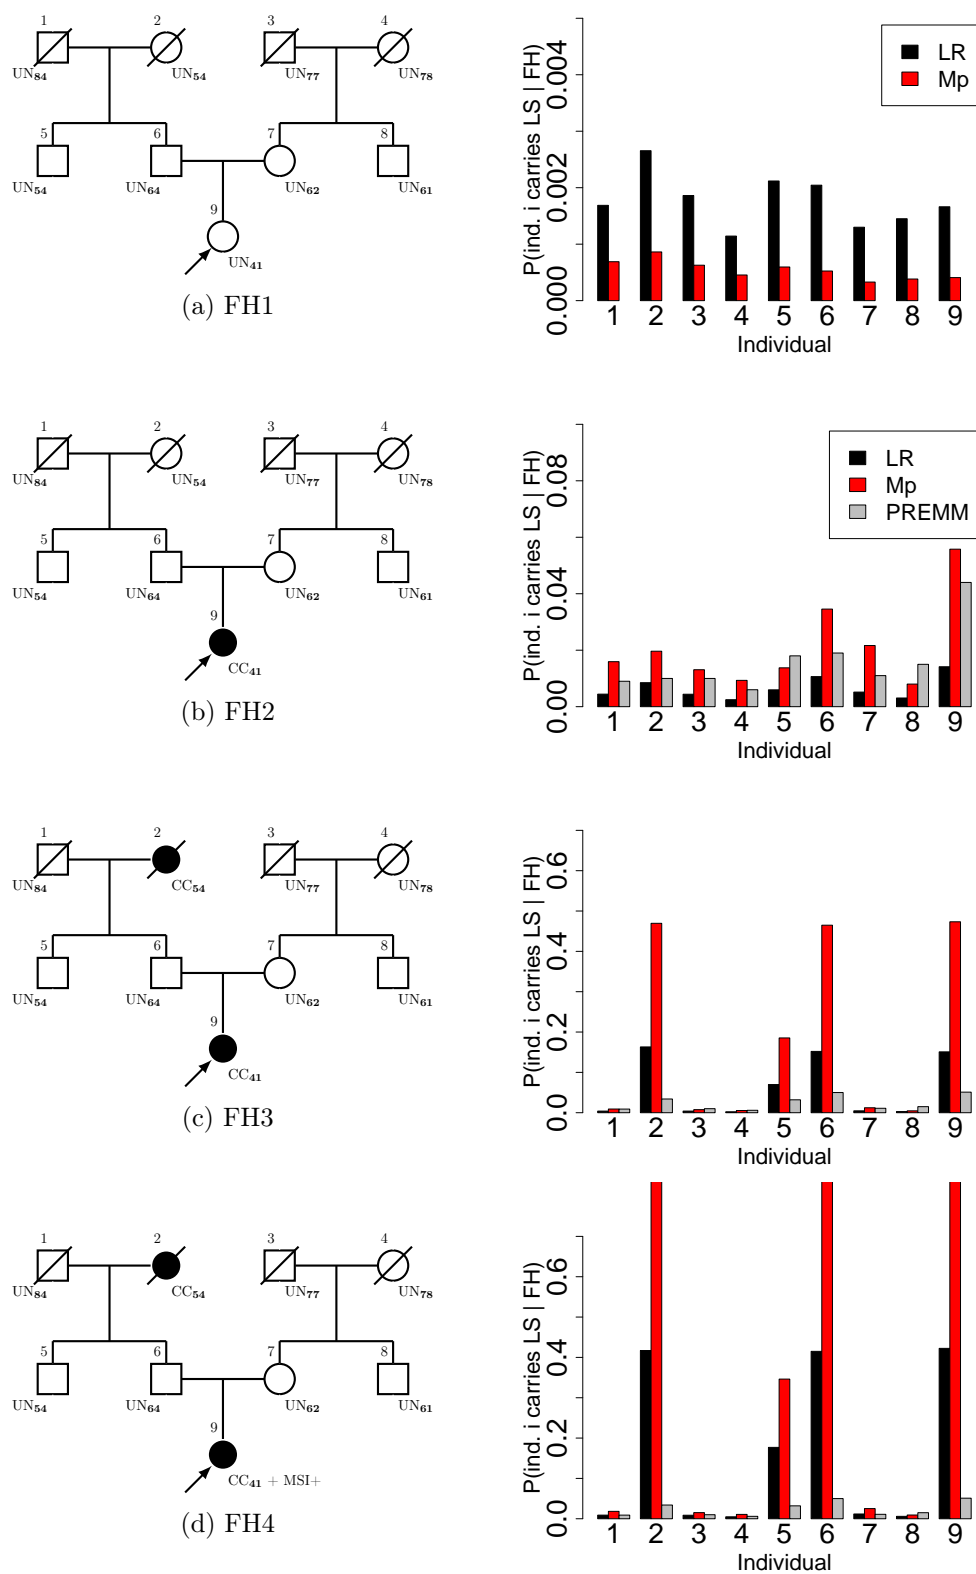 1 2 3 4
UN84 UN54 UN77 UN78
5 6 7 8
UN54 UN64 UN62 UN61
9
UN41
(a) FH1
P(ind. i carries LS | FH)
0.000 0.002 0.004
LR
Mp
1 2 3 4 5 6 7 8 9
Individual
1 2 3 4
UN84 UN54 UN77 UN78
5 6 7 8
UN54 UN64 UN62 UN61
9
CC41
(b) FH2
P(ind. i carries LS | FH)
0.00 0.04 0.08
LR
Mp
PREMM
1 2 3 4 5 6 7 8 9
Individual
1 2 3 4
UN84 CC54 UN77 UN78
5 6 7 8
UN54 UN64 UN62 UN61
9
CC41
(c) FH3
P(ind. i carries LS | FH)
0.0 0.2 0.4 0.6
1 2 3 4 5 6 7 8 9
Individual
1 2 3 4
UN84 CC54 UN77 UN78
5 6 7 8
UN54 UN64 UN62 UN61
9
CC41 + MSI+
(d) FH4
P(ind. i carries LS | FH)
0.0 0.2 0.4 0.6
1 2 3 4 5 6 7 8 9
Individual